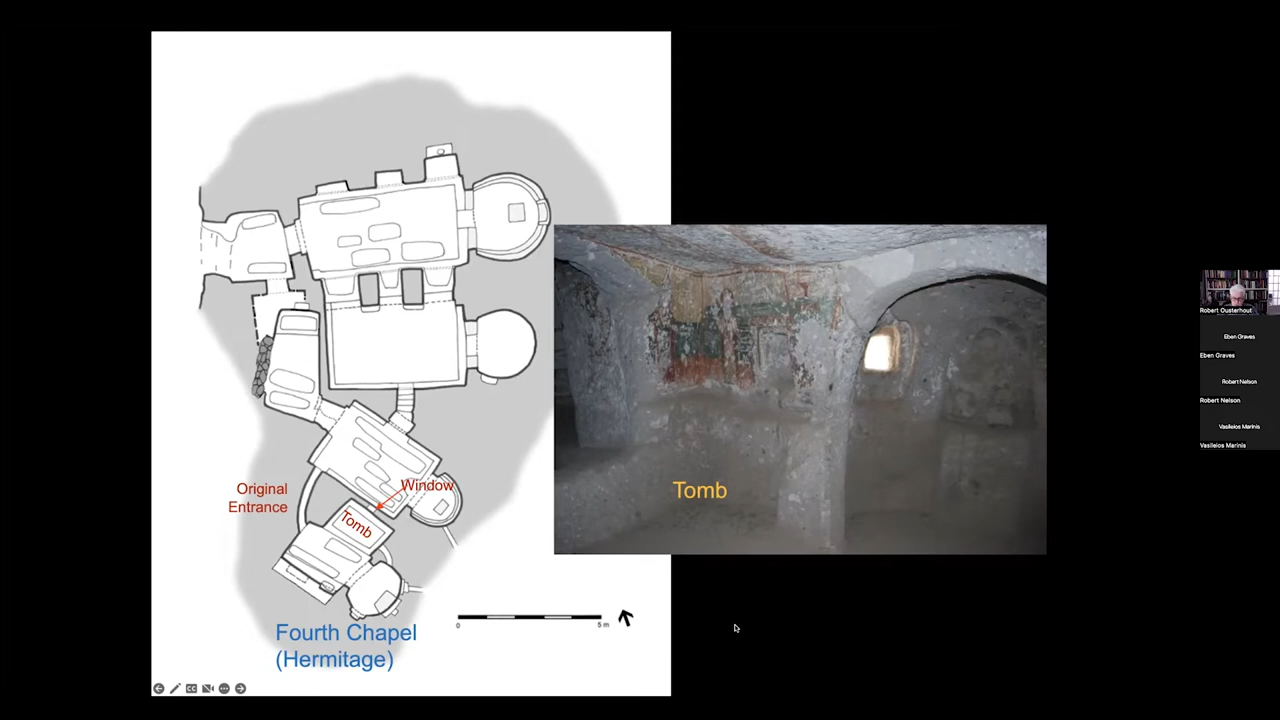 Original
Entrance
Window
Tomb
Fourth Chapel
(Hermitage)
0
5 m
Tomb
Robert Ousterhout
Eben Graves
Eben Graves
Robert Nelson
Robert Nelson
Vasileios Marinis
Vasileios Marinis